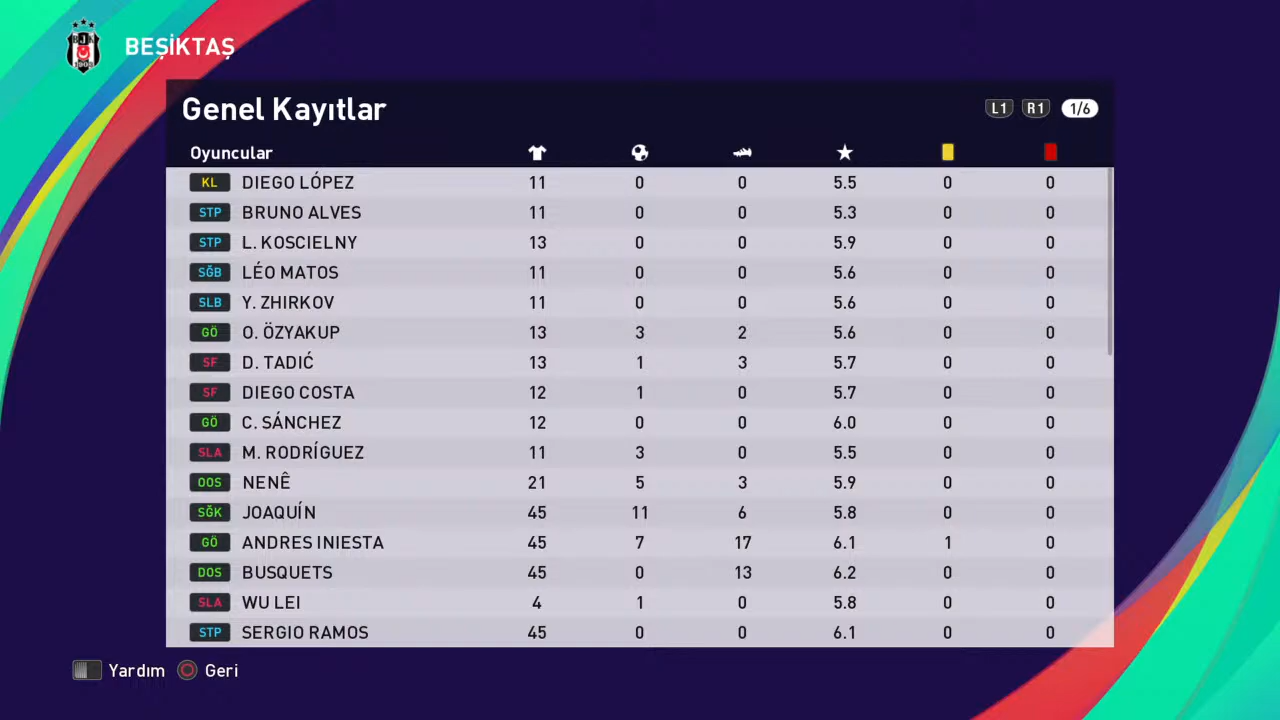 BJK
BEŞİKTAŞ
Genel Kayıtlar L1 R1 1/6
Oyuncular
KL DIEGO LÓPEZ 11 0 0 5.5 0 0
STP BRUNO ALVES 11 0 0 5.3 0 0
STP L. KOSCIELNY 13 0 0 5.9 0 0
SĞB LÉO MATOS 11 0 0 5.6 0 0
SLB Y. ZHIRKOV 11 0 0 5.6 0 0
GÖ O. ÖZYAKUP 13 3 2 5.6 0 0
SF D. TADIĆ 13 1 3 5.7 0 0
SF DIEGO COSTA 12 1 0 5.7 0 0
GÖ C. SÁNCHEZ 12 0 0 6.0 0 0
SLA M. RODRÍGUEZ 11 3 0 5.5 0 0
OOS NENÊ 21 5 3 5.9 0 0
SĞK JOAQUÍN 45 11 6 5.8 0 0
GÖ ANDRES INIESTA 45 7 17 6.1 1 0
DOS BUSQUETS 45 0 13 6.2 0 0
SLA WU LEI 4 1 0 5.8 0 0
STP SERGIO RAMOS 45 0 0 6.1 0 0
Yardım Geri